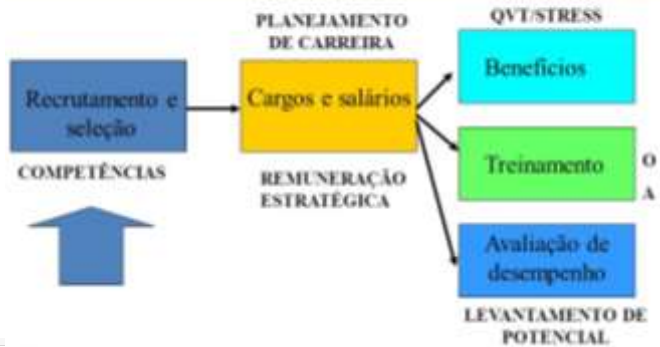 PLANEJAMENTO
DE CARREIRA
QVT/STRESS
Recrutamento e
seleção
Cargos e salários
Benefícios
COMPETÊNCIAS
REMUNERAÇÃO
ESTRATÉGICA
Treinamento
O
A
Avaliação de
desempenho
LEVANTAMENTO DE
POTENCIAL